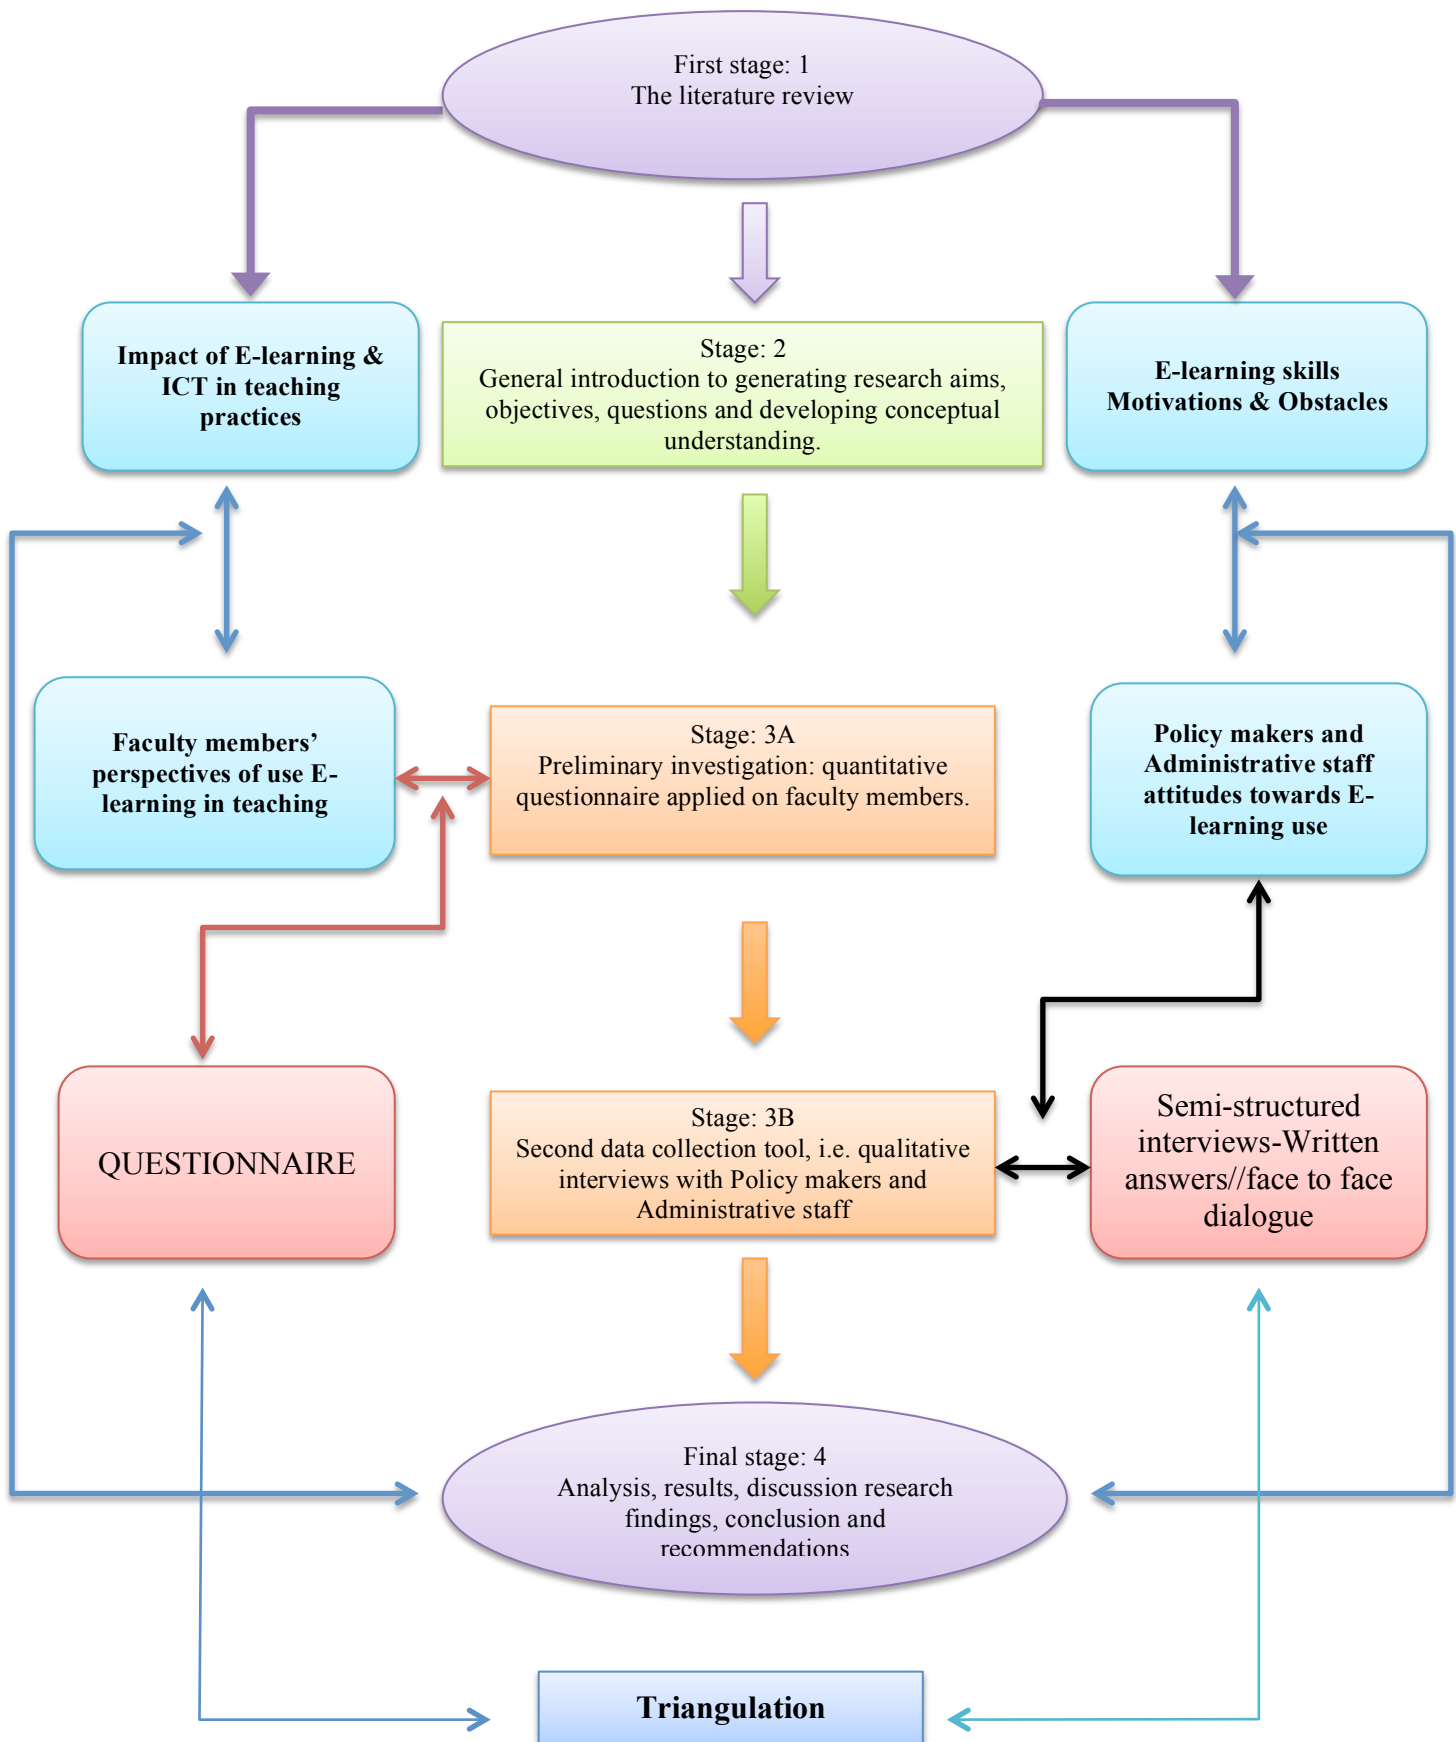 First stage: 1
The literature review
Impact of E-learning &
ICT in teaching
practices
Stage: 2
General introduction to generating research aims,
objectives, questions and developing conceptual
understanding.
E-learning skills
Motivations & Obstacles
Faculty members’
perspectives of use E-
learning in teaching
Stage: 3A
Preliminary investigation: quantitative
questionnaire applied on faculty members.
Policy makers and
Administrative staff
attitudes towards E-
learning use
QUESTIONNAIRE
Stage: 3B
Second data collection tool, i.e. qualitative
interviews with Policy makers and
Administrative staff
Semi-structured
interviews-Written
answers//face to face
dialogue
Final stage: 4
Analysis, results, discussion research
findings, conclusion and
recommendations
Triangulation